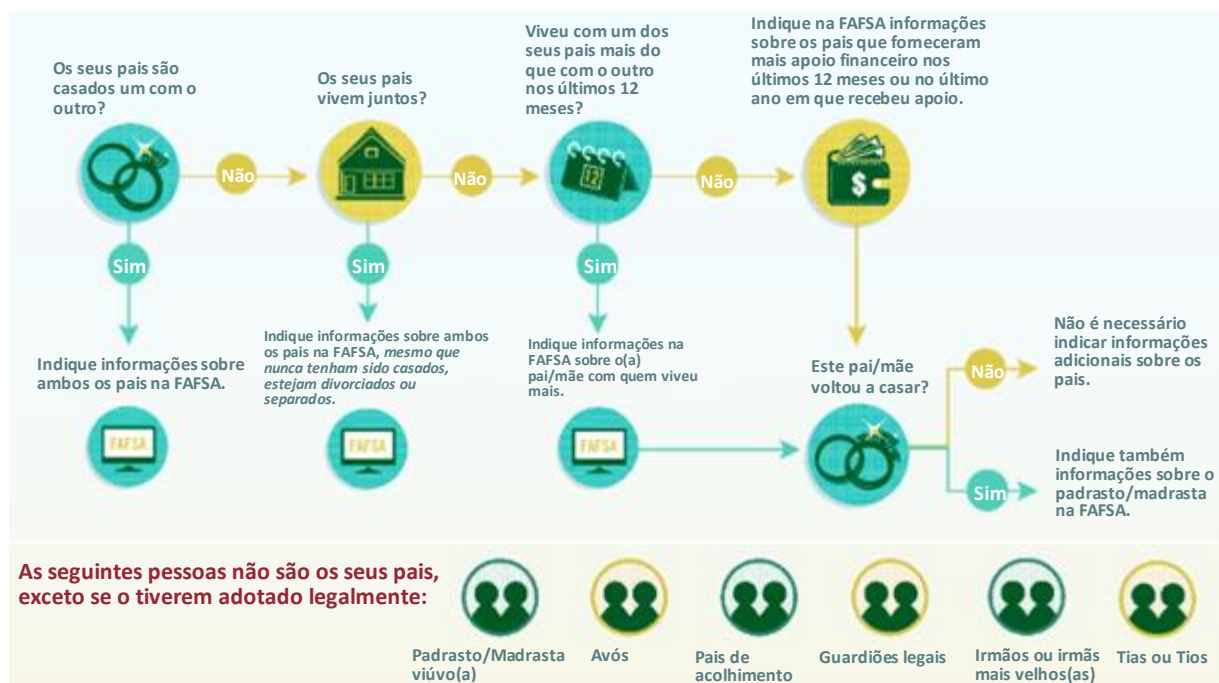 Os seus pais são
casados um com o
outro?
Os seus pais
vivem juntos?
Viveu com um dos
seus pais mais do
que com o outro
nos últimos 12
meses?
Indique na FAFSA informações
sobre os pais que forneceram
mais apoio financeiro nos
últimos 12 meses ou no último
ano em que recebeu apoio.
12
$
Não
Não
Não
Sim
Sim
Sim
Indique informações sobre
ambos os pais na FAFSA.
Indique informações sobre ambos
os pais na FAFSA, mesmo que
nunca tenham sido casados,
estejam divorciados ou
separados.
Indique informações na
FAFSA sobre o(a)
pai/mãe com quem viveu
mais.
Este pai/mãe
voltou a casar?
Não
Não é necessário
indicar informações
adicionais sobre os
pais.
FAFSA
FAFSA
FAFSA
Sim
Indique também
informações sobre o
padrasto/madrasta
na FAFSA.
As seguintes pessoas não são os seus pais,
exceto se o tiverem adotado legalmente:
Padrasto/Madrasta
viúvo(a)
Avós
Pais de
acolhimento
Guardiões legais
Irmãos ou irmãs
mais velhos(as)
Tias ou Tios